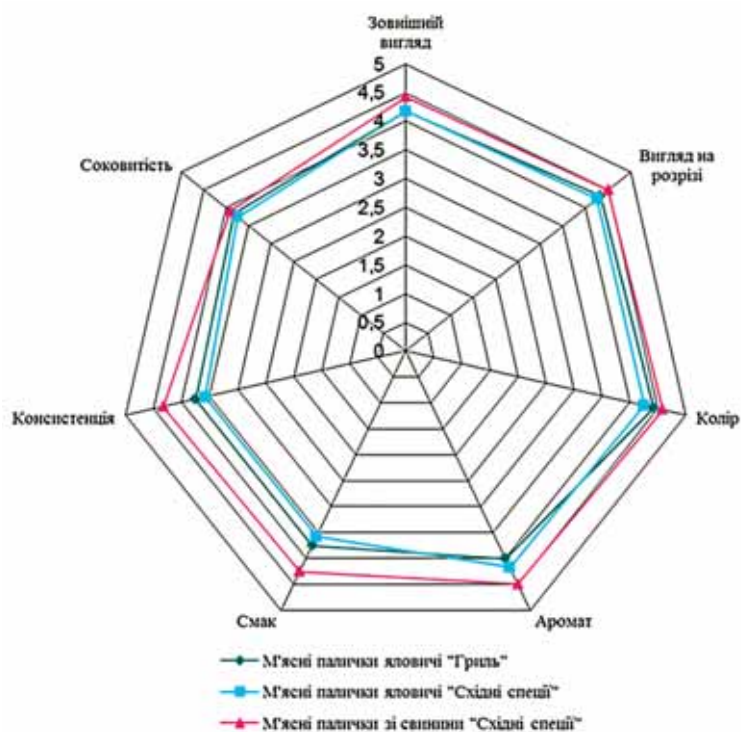 Зовнішній
вигляд
5
4,5
4
3,5
3
2,5
2
1,5
1
0,5
0
Вигляд на
розрізі
Колір
Аромат
Смак
Консистенція
Соковитість
М'ясні палички яловичі "Гриль"
М'ясні палички яловичі "Східні спеції"
М'ясні палички зі свинини "Східні спеції"